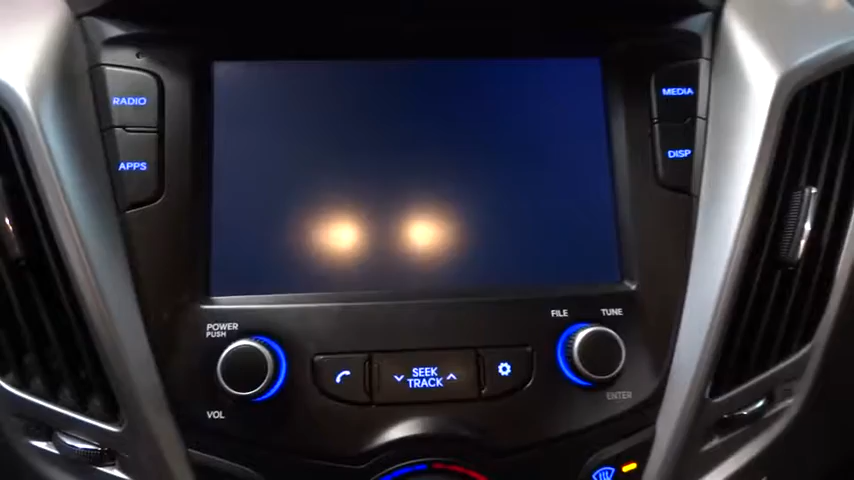 RADIO
MEDIA
APPS
DISP
POWER
PUSH
FILE
TUNE
SEEK
TRACK
VOL
ENTER